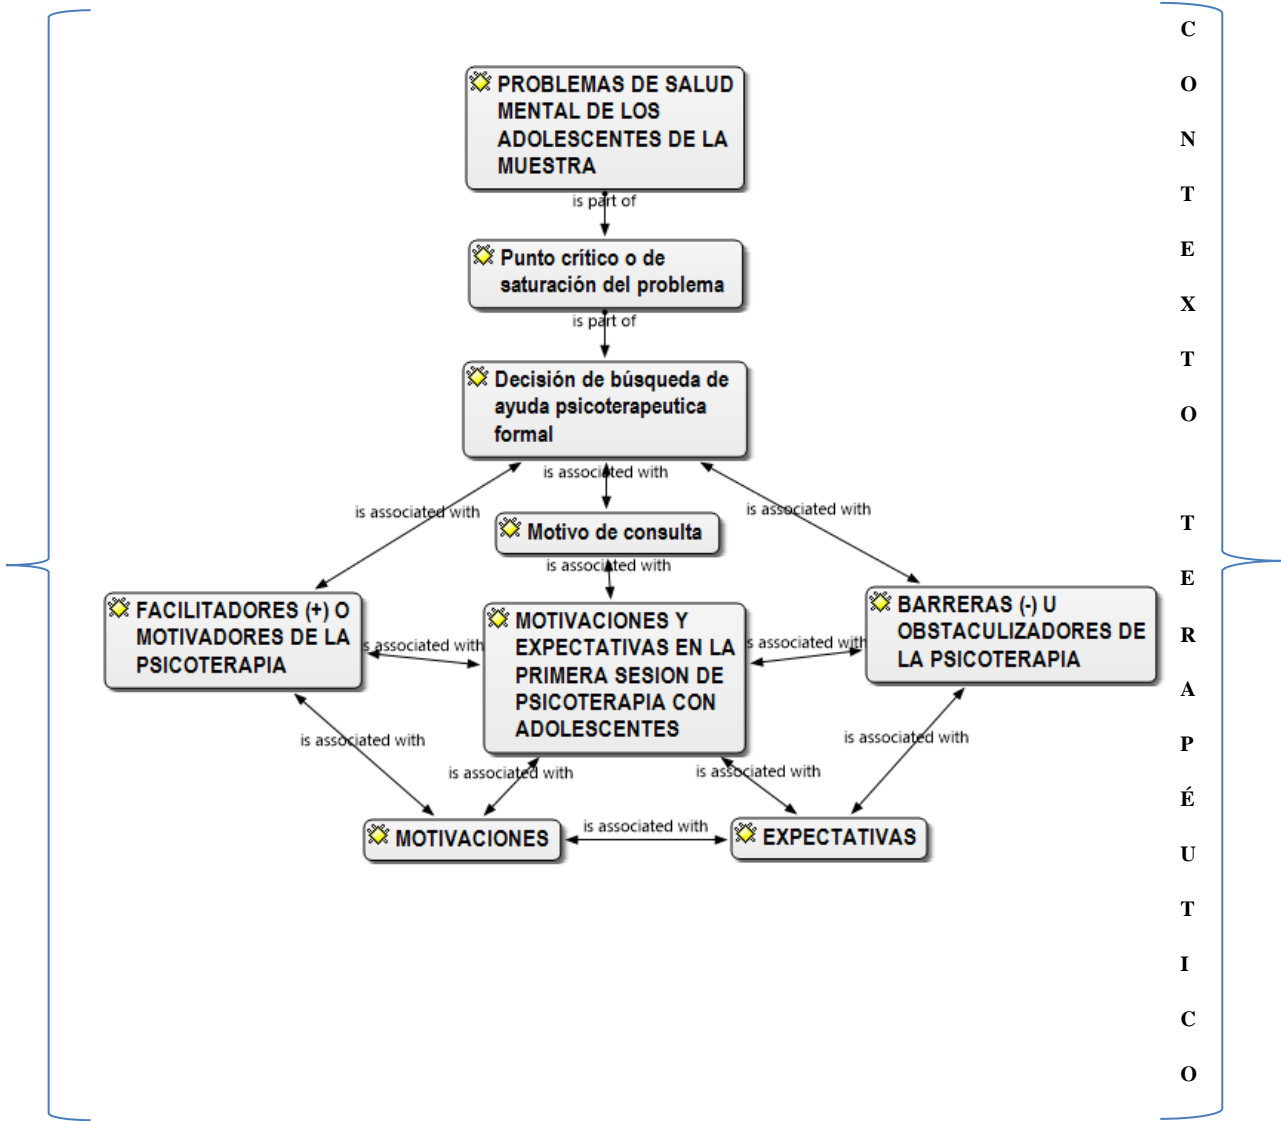 PROBLEMAS DE SALUD
MENTAL DE LOS
ADOLESCENTES DE LA
MUESTRA
is part of
Punto crítico o de
saturación del problema
is part of
Decisión de búsqueda de
ayuda psicoterapeutica
formal
is associated with
is associated with
is associated with
Motivo de consulta
is associated with
FACILITADORES (+) O
MOTIVADORES DE LA
PSICOTERAPIA
is associated with
MOTIVACIONES Y
EXPECTATIVAS EN LA
PRIMERA SESION DE
PSICOTERAPIA CON
ADOLESCENTES
is associated with
BARRERAS (-) U
OBSTACULIZADORES DE
LA PSICOTERAPIA
is associated with
is associated with
is associated with
is associated with
MOTIVACIONES
is associated with
EXPECTATIVAS
C
O
N
T
E
X
T
O
T
E
R
A
P
É
U
T
I
C
O